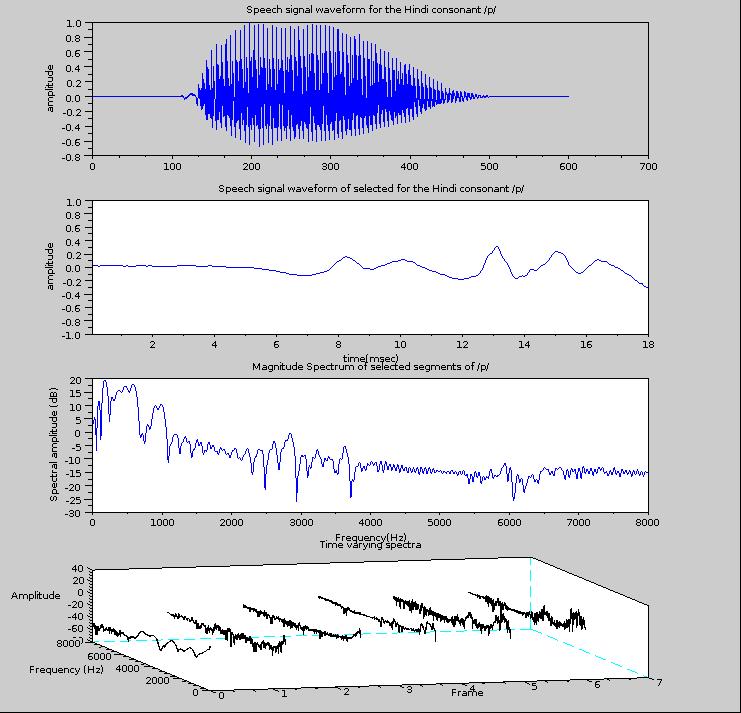 Speech signal waveform for the Hindi consonant /p/
1.0
0.8
0.6
0.4
0.2
0.0
-0.2
-0.4
-0.6
-0.8
amplitude
0 100 200 300 400 500 600 700
Speech signal waveform of selected for the Hindi consonant /p/
1.0
0.8
0.6
0.4
0.2
0.0
-0.2
-0.4
-0.6
-0.8
-1.0
amplitude
2 4 6 8 10 12 14 16 18
time(msec)
Magnitude Spectrum of selected segments of /p/
20
15
10
5
0
-5
-10
-15
-20
-25
-30
Spectral amplitude (dB)
0 1000 2000 3000 4000 5000 6000 7000 8000
Frequency(Hz)
Time varying spectra
40
20
0
-20
-40
-60
Amplitude
8000
6000
4000
2000
0
Frequency (Hz)
0 1 2 3 4 5 6 7
Frame